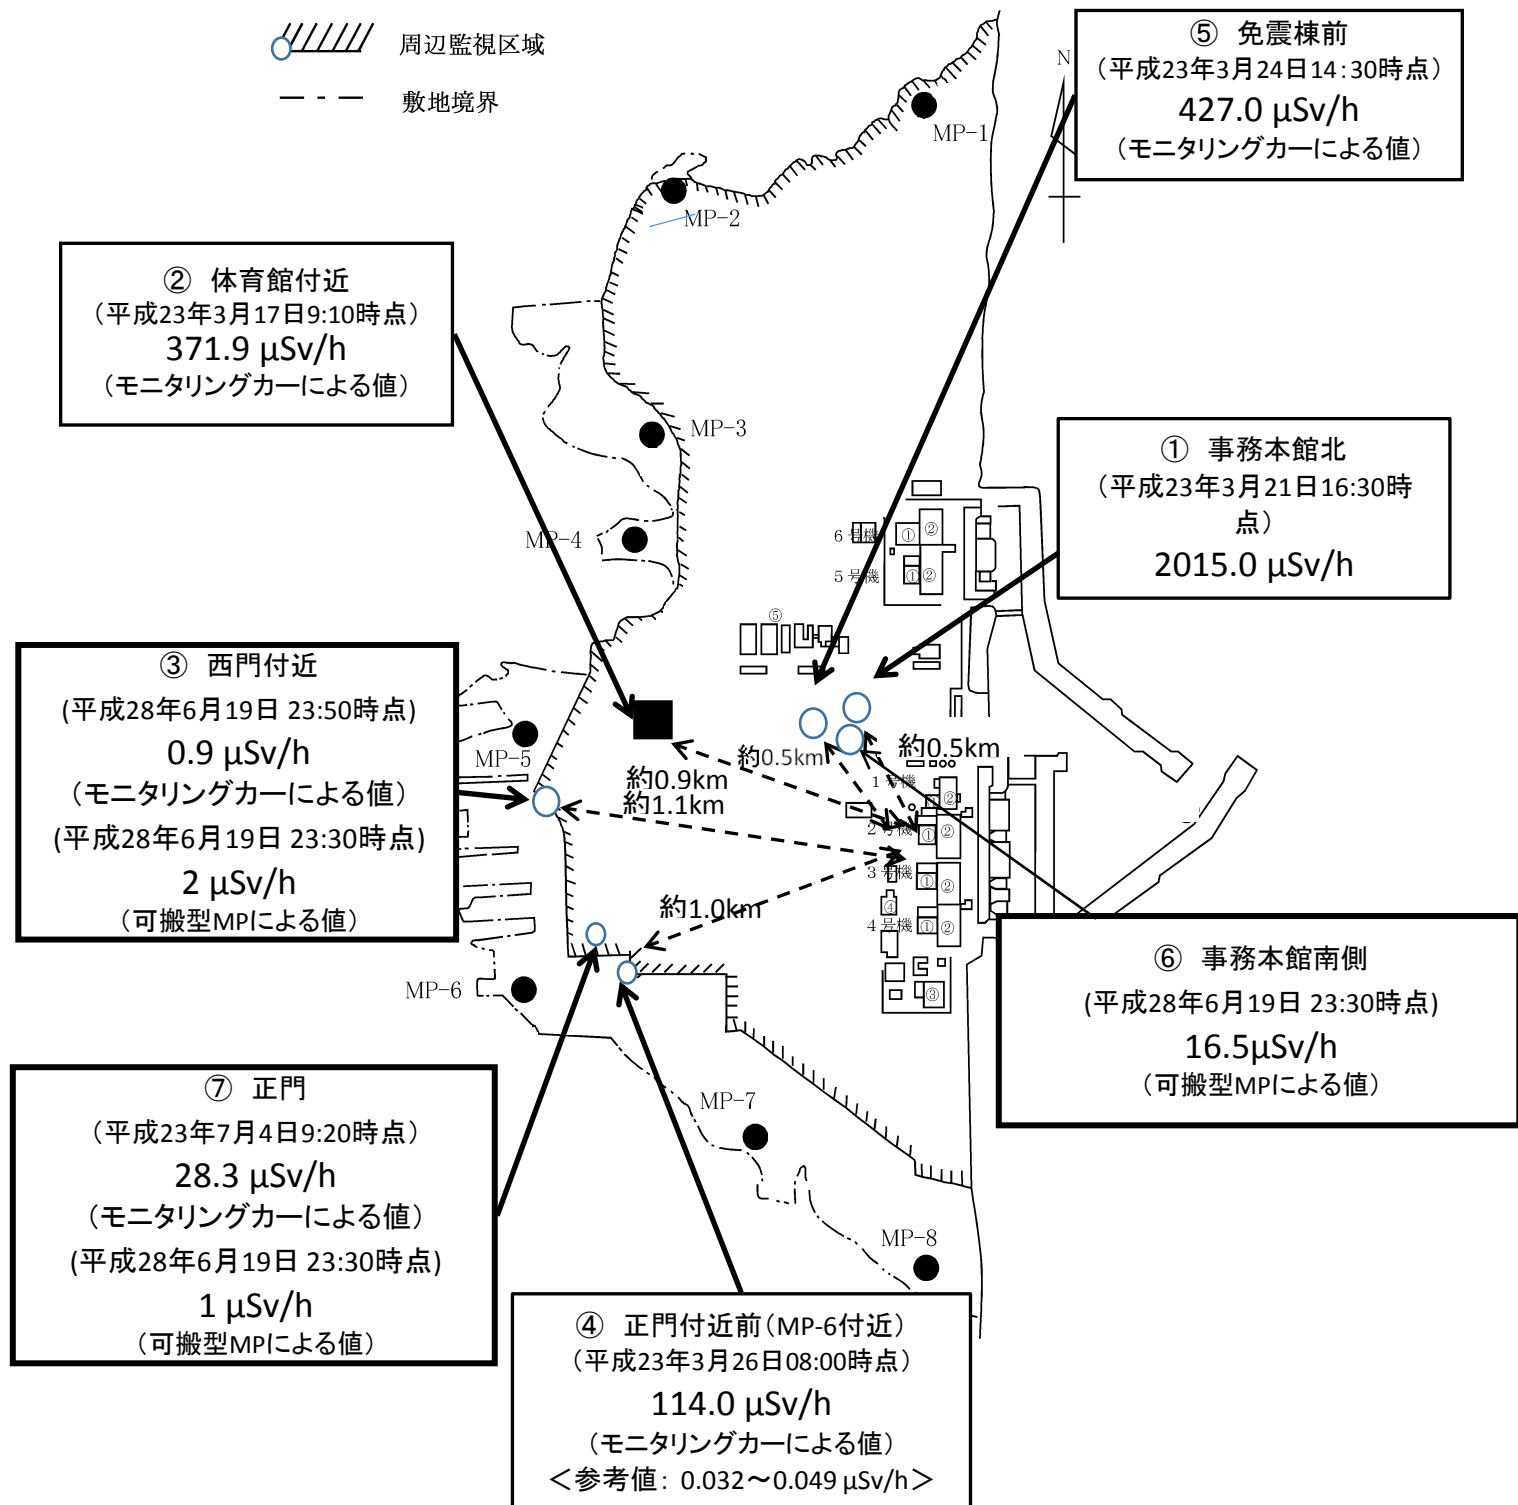 周辺監視区域
敷地境界
⑤ 免震棟前
（平成23年3月24日14:30時点）
427.0 μSv/h
（モニタリングカーによる値）
N
MP-1
MP-2
② 体育館付近
（平成23年3月17日9:10時点）
371.9 μSv/h
（モニタリングカーによる値）
MP-3
① 事務本館北
（平成23年3月21日16:30時
点）
2015.0 μSv/h
MP-4
6号機
① ②
5号機
① ②
⑤
③ 西門付近
(平成28年6月19日 23:50時点)
0.9 μSv/h
（モニタリングカーによる値）
(平成28年6月19日 23:30時点)
2 μSv/h
（可搬型MPによる値）
MP-5
約0.5km
約0.5km
約0.9km
約1.1km
1号機
① ②
2号機
① ②
3号機
① ②
④
4号機
① ②
③
約1.0km
MP-6
⑥ 事務本館南側
(平成28年6月19日 23:30時点)
16.5μSv/h
（可搬型MPによる値）
⑦ 正門
（平成23年7月4日9:20時点）
28.3 μSv/h
（モニタリングカーによる値）
(平成28年6月19日 23:30時点)
1 μSv/h
（可搬型MPによる値）
MP-7
MP-8
④ 正門付近前（MP-6付近）
（平成23年3月26日08:00時点）
114.0 μSv/h
（モニタリングカーによる値）
＜参考値： 0.032～0.049 μSv/h＞